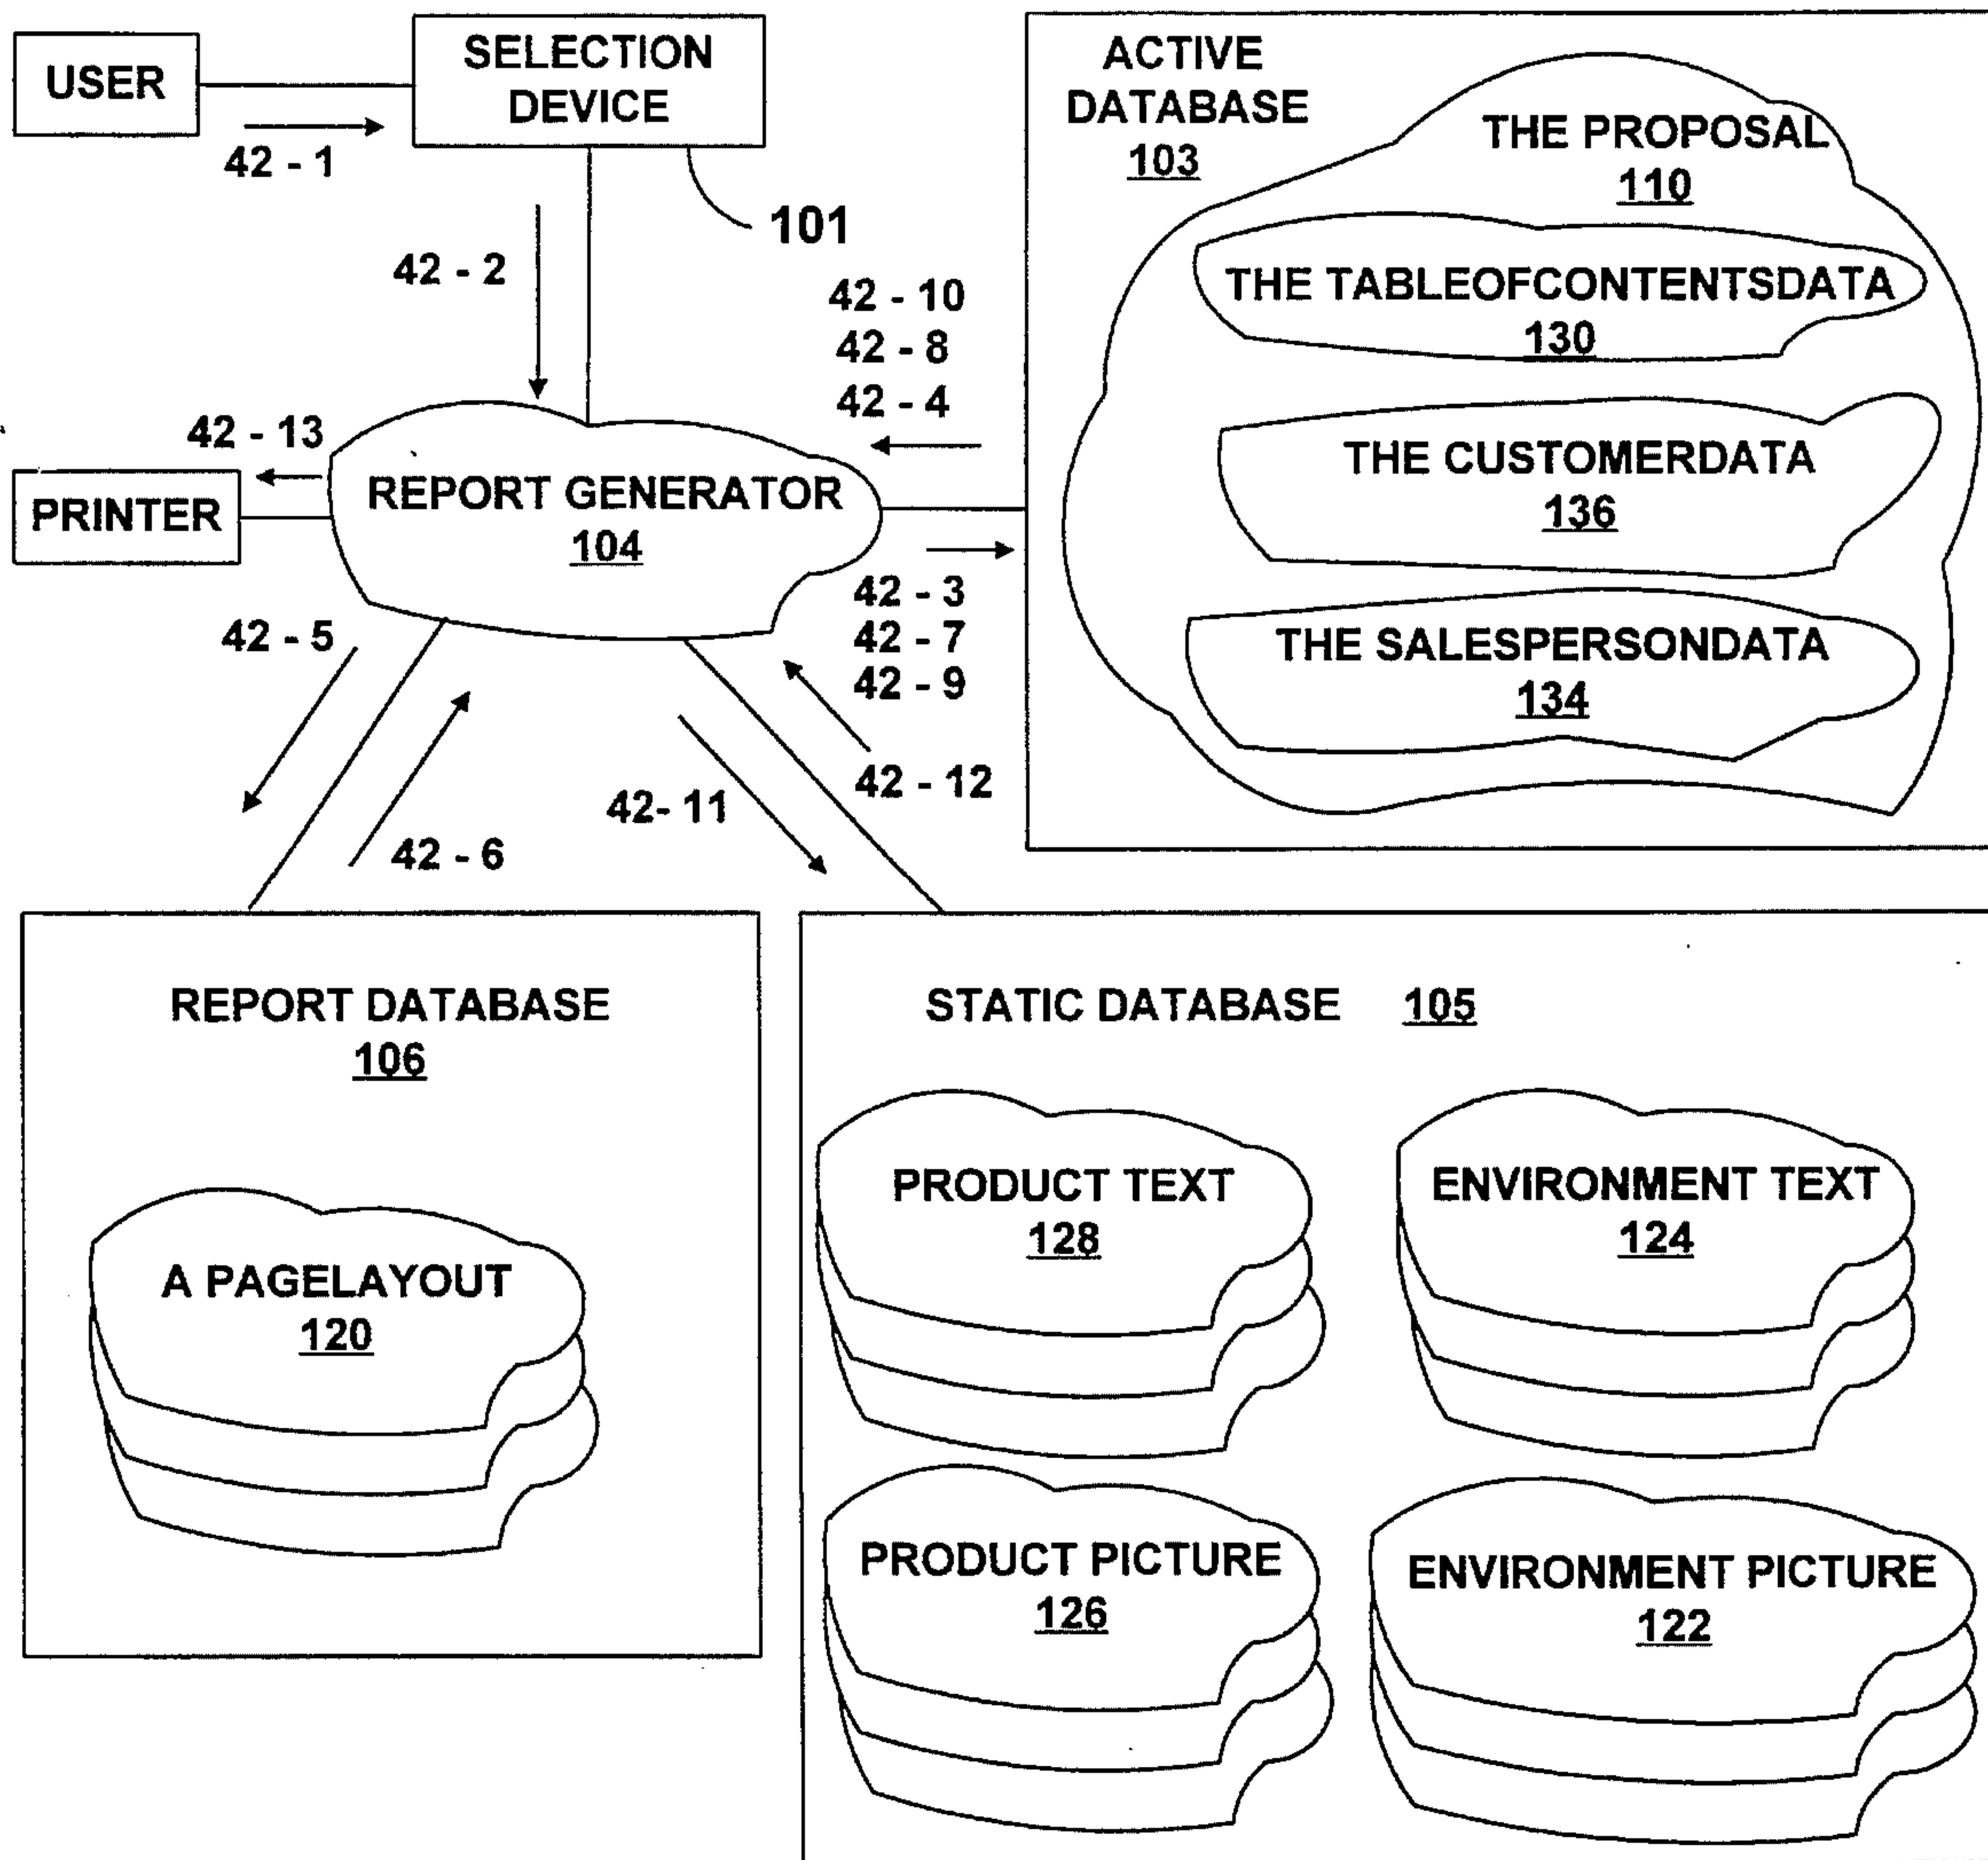 USER
SELECTION
DEVICE
42 - 1
101
42 - 2
42 - 10
42 - 8
42 - 4
42 - 13
PRINTER
REPORT GENERATOR
104
42 - 3
42 - 7
42 - 9
42 - 5
42 - 6
42- 11
42 - 12
ACTIVE
DATABASE
103
THE PROPOSAL
110
THE TABLEOFCONTENTSDATA
130
THE CUSTOMERDATA
136
THE SALESPERSONDATA
134
REPORT DATABASE
106
A PAGELAYOUT
120
STATIC DATABASE 105
PRODUCT TEXT
128
ENVIRONMENT TEXT
124
PRODUCT PICTURE
126
ENVIRONMENT PICTURE
122